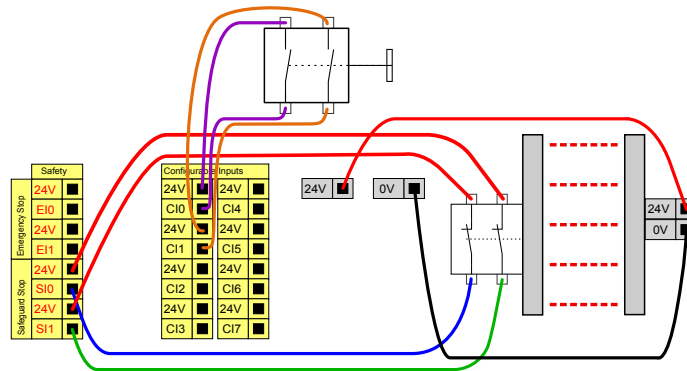 Safety
Emergency Stop
24V
EI0
24V
EI1
Safeguard Stop
24V
SI0
24V
SI1
Configurable Inputs
24V 24V
CI0 CI4
24V 24V
CI1 CI5
24V 24V
CI2 CI6
24V 24V
CI3 CI7
24V 0V
24V
0V